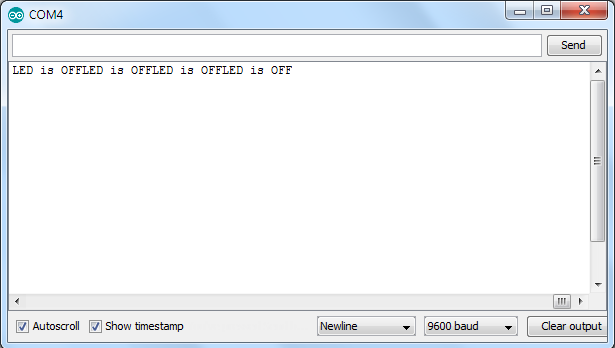 COM4
Send
LED is OFFLED is OFFLED is OFFLED is OFF
Autoscroll Show timestamp Newline 9600 baud Clear output